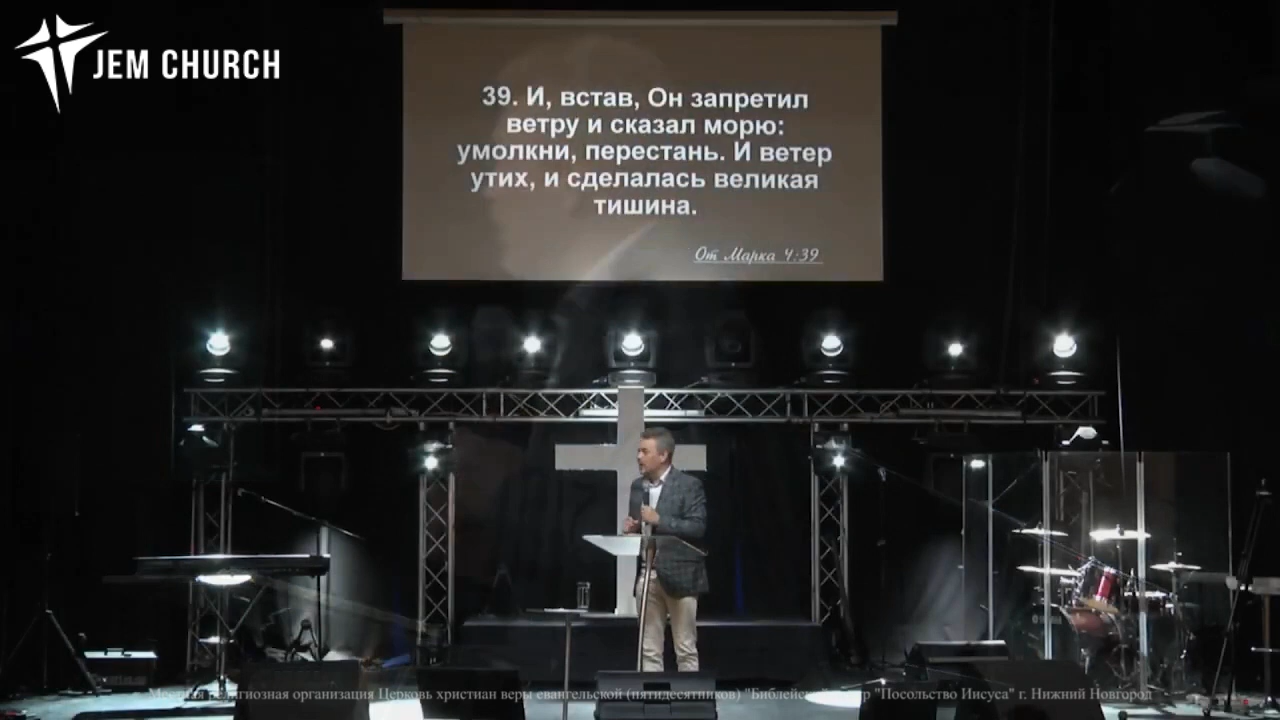 JEM CHURCH
39. И, встав, Он запретил
ветру и сказал морю:
умолкни, перестань. И ветер
утих, и сделалась великая
тишина.
От Марка 4:39
Местная религиозная организация Церковь христиан веры евангельской (пятидесятников) "Библейский центр "Посольство Иисуса" г. Нижний Новгород